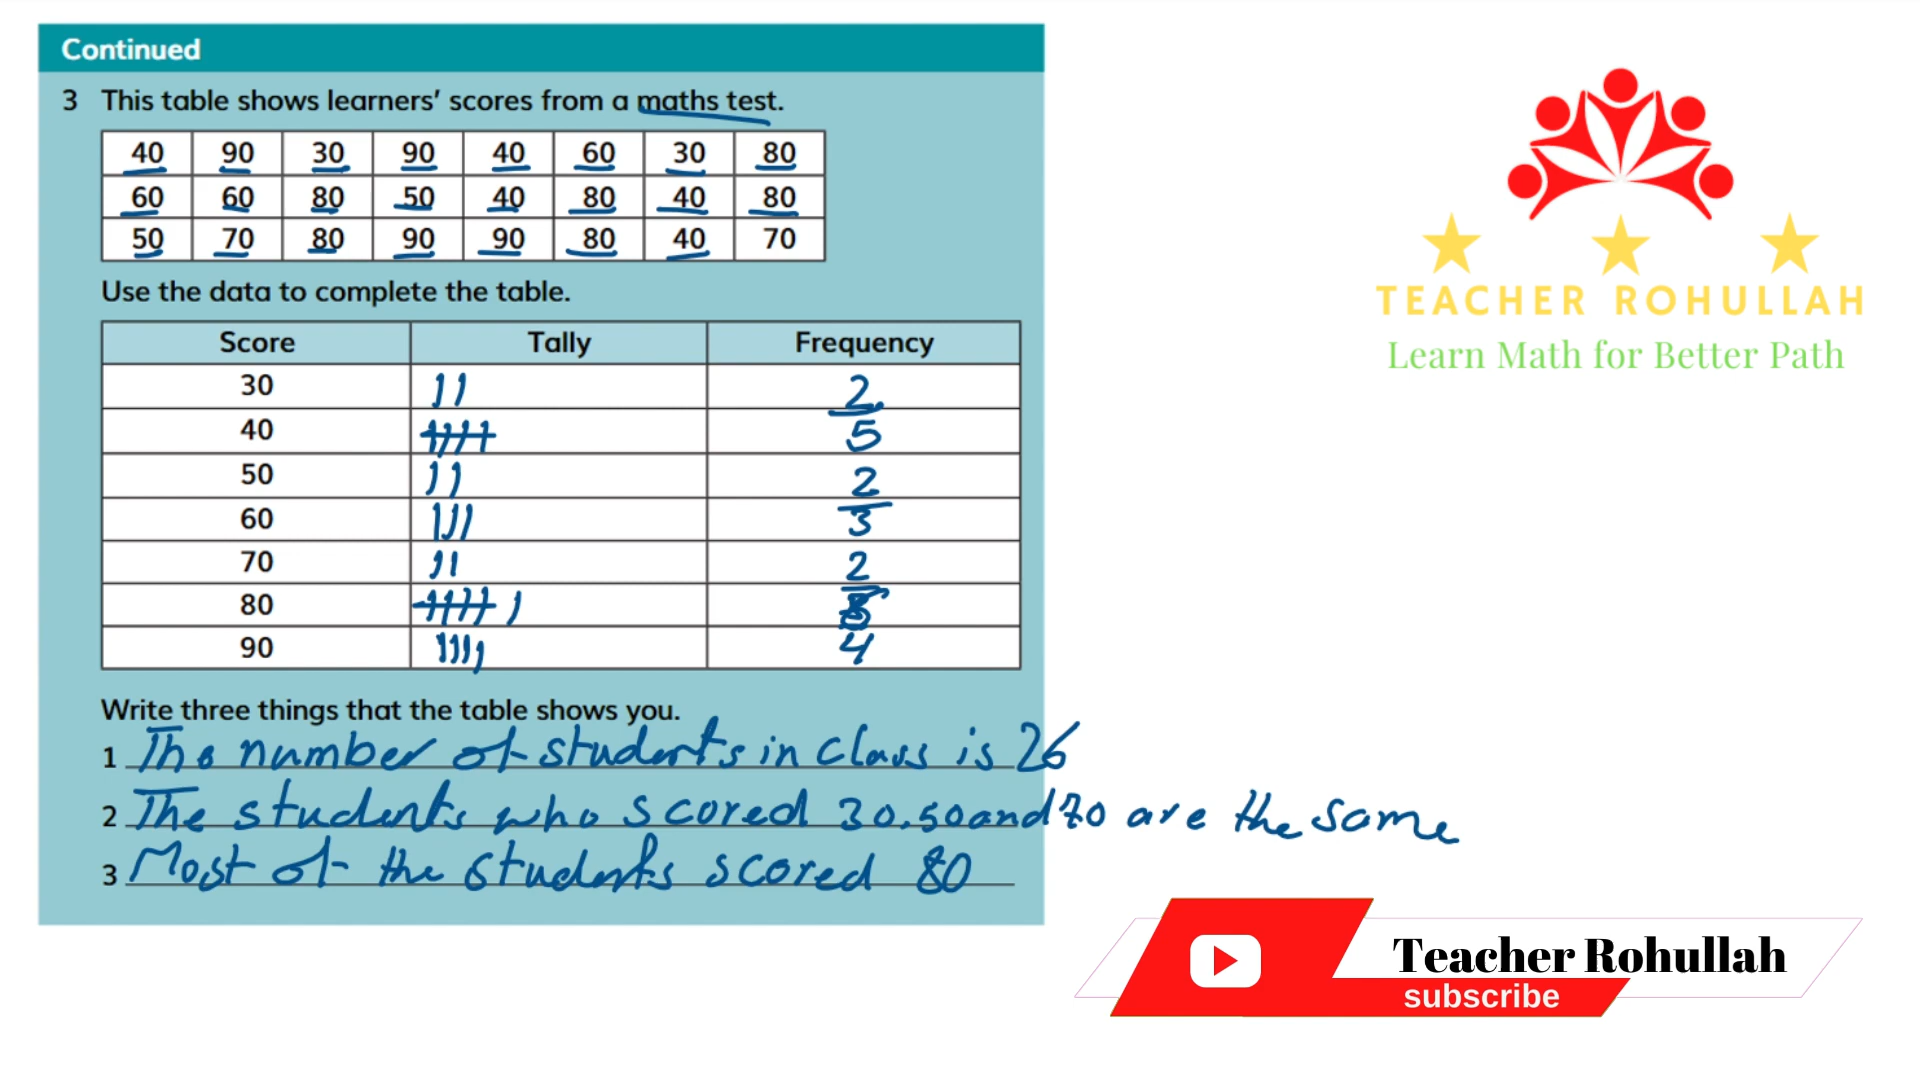 Continued
3 This table shows learners' scores from a maths test.
40 90 30 90 40 60 30 80
60 60 80 50 40 80 40 80
50 70 80 90 90 80 40 70
Use the data to complete the table.
Score Tally Frequency
30 2
40 5
50 2
60 3
70 2
80
90 4
Write three things that the table shows you.
1 The number of students in class is 26
2 The students who scored 30.50and 70 are the same
3 Most of the students scored 80
TEACHER ROHULLAH
Learn Math for Better Path
Teacher Rohullah
subscribe